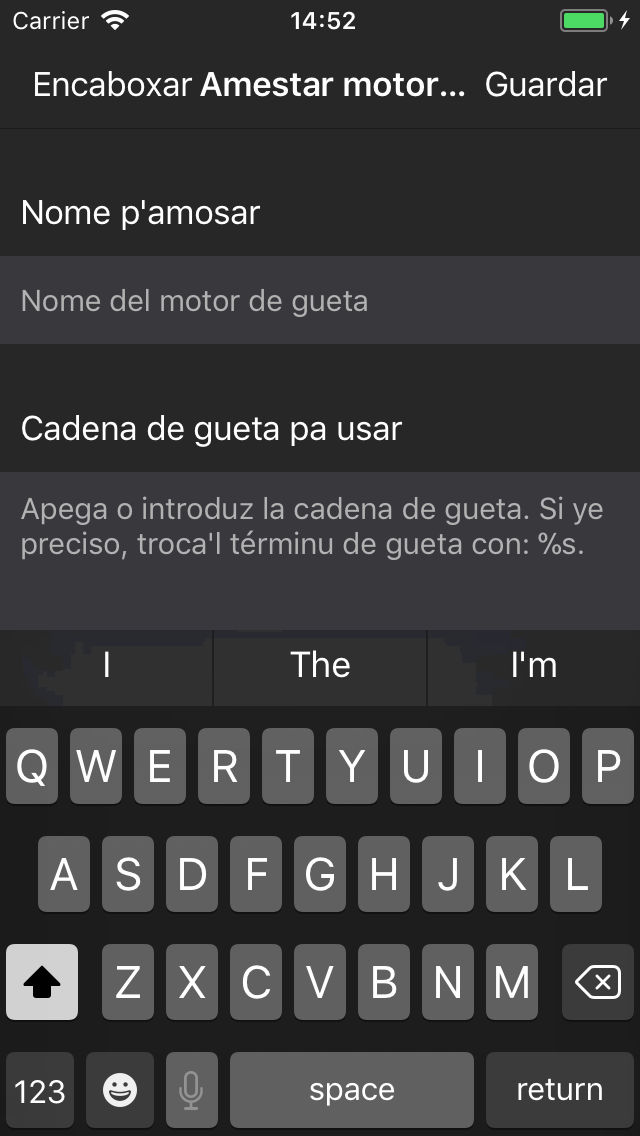 Carrier 14:52
Encaboxar Amestar motor... Guardar
Nome p'amosar
Nome del motor de gueta
Cadena de gueta pa usar
Apega o introduz la cadena de gueta. Si ye
preciso, troca'l términu de gueta con: %s.
I The I'm
Q W E R T Y U I O P
A S D F G H J K L
Z X C V B N M
123 space return